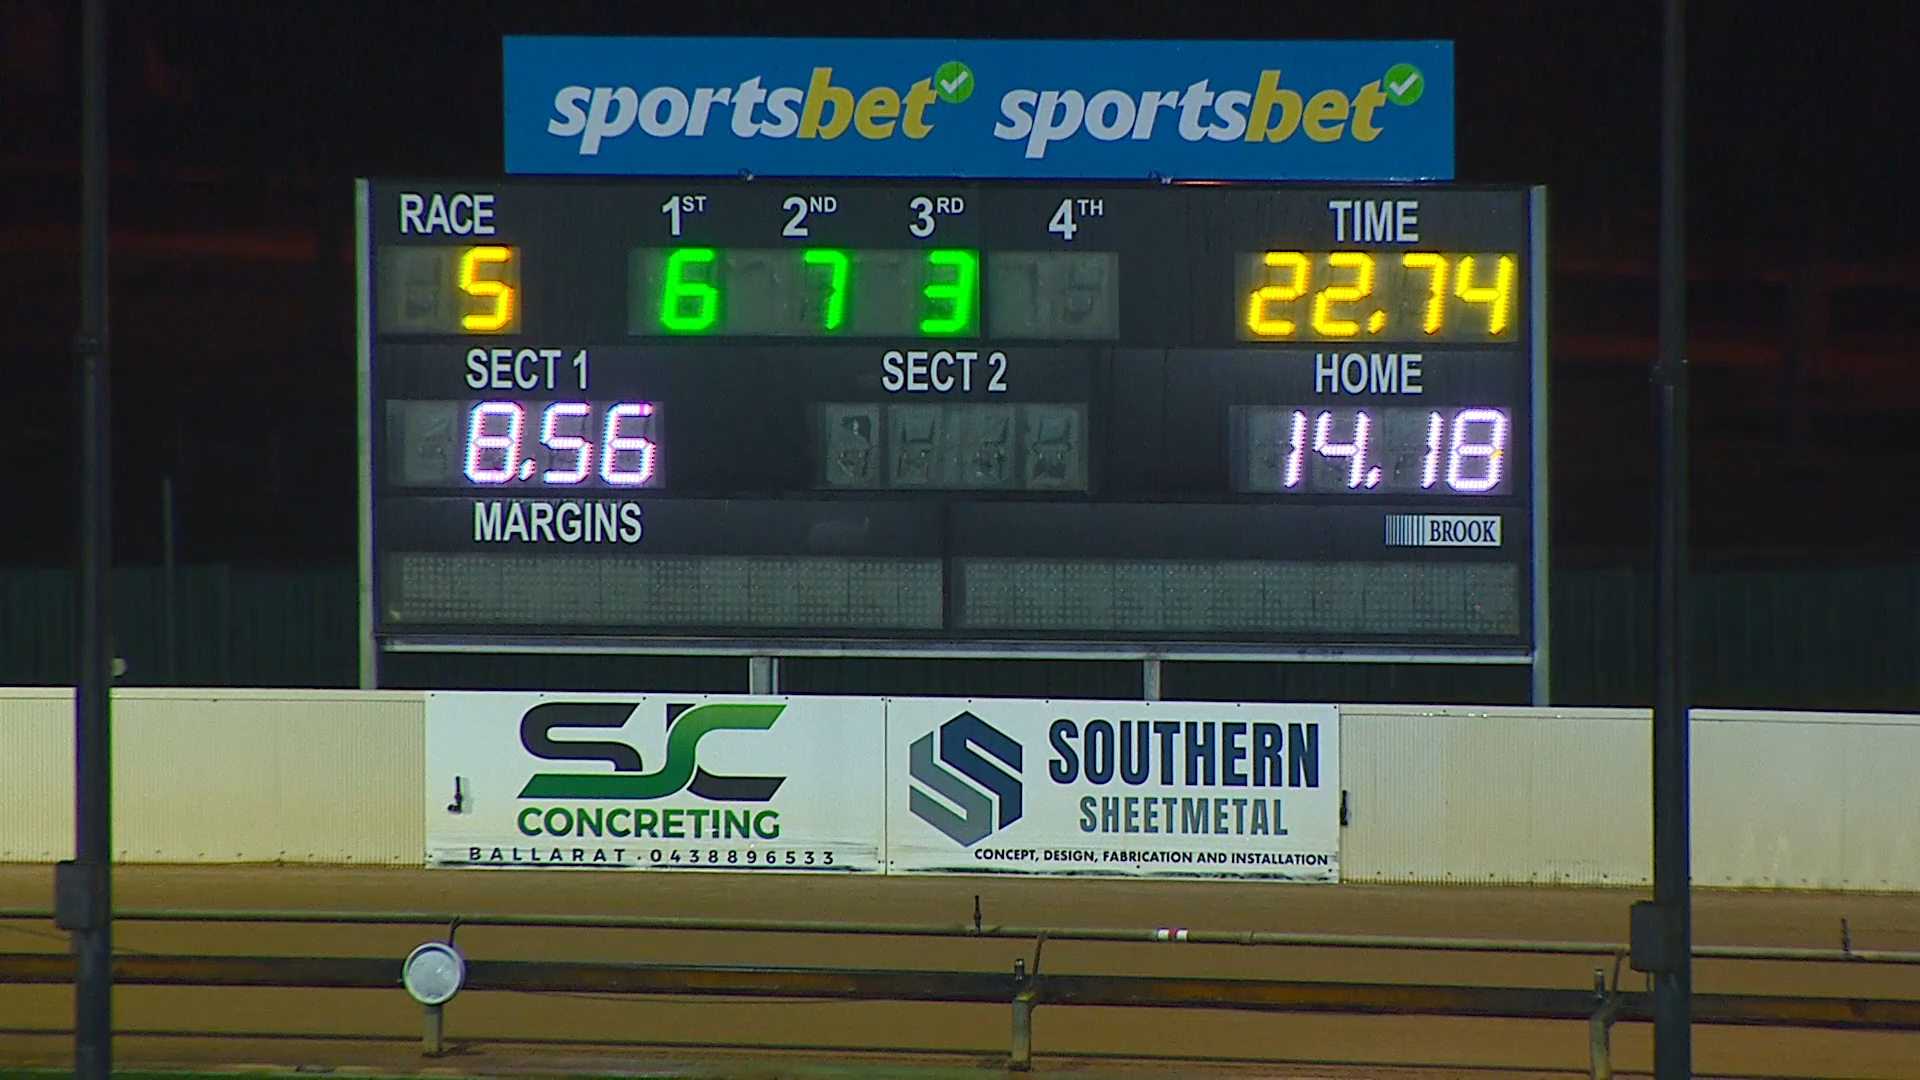 sportsbet sportsbet
RACE 1ST 2ND 3RD 4TH TIME
5 6 7 3 22.74
SECT 1 SECT 2 HOME
8.56 14.18
MARGINS BROOK
SJC
CONCRETING
BALLARAT · 0438896533
SOUTHERN
SHEETMETAL
CONCEPT, DESIGN, FABRICATION AND INSTALLATION